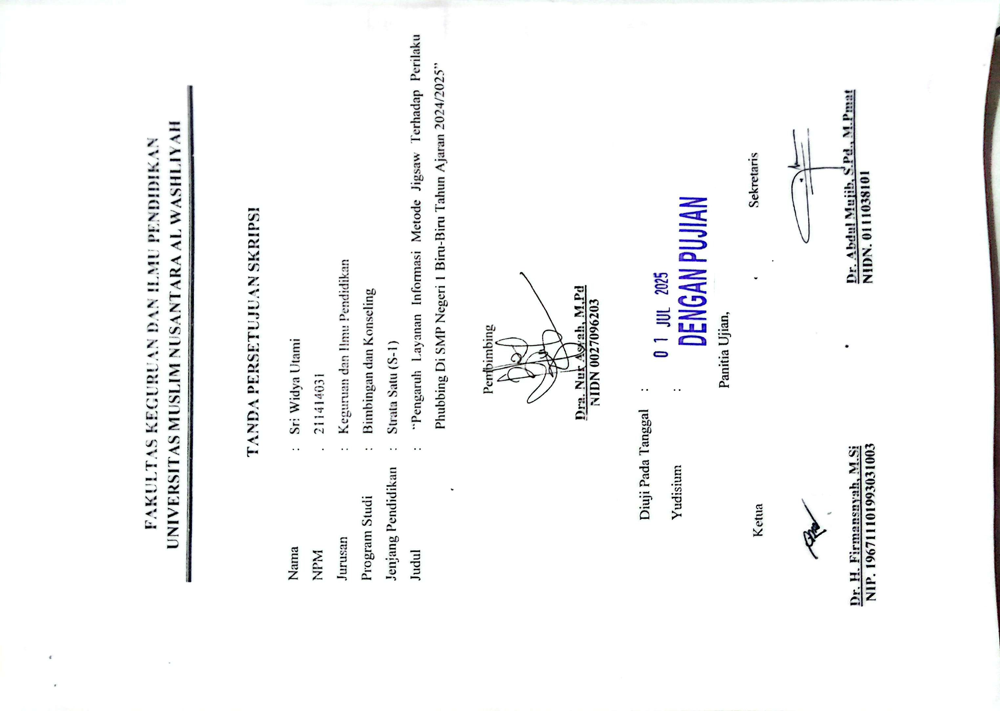 FAKULTAS KEGURUAN DAN ILMU PENDIDIKAN
UNIVERSITAS MUSLIM NUSANTARA AL WASHLIYAH
TANDA PERSETUJUAN SKRIPSI
Nama : Sri Widya Utami
NPM . 211414031
Jurusan : Keguruan dan Ilmu Pendidikan
Program Studi : Bimbingan dan Konseling
Jenjang Pendidikan : Strata Satu (S-1)
Judul : “Pengaruh Layanan Informasi Metode Jigsaw Terhadap Perilaku
Phubbing Di SMP Negeri 1 Biru-Biru Tahun Ajaran 2024/2025”
Pembimbing
Dra. Nur Asyah, M.Pd
NIDN 0027096203
Diuji Pada Tanggal : 01 JUL 2025
Yudisium : DENGAN PUJIAN
Panitia Ujian,
Ketua Sekretaris
Dr. H. Firmansnyah, M.Si Dr. Abdul Mujib, S.Pd., M.Pmat
NIP. 196711101993031003 NIDN. 0111038101